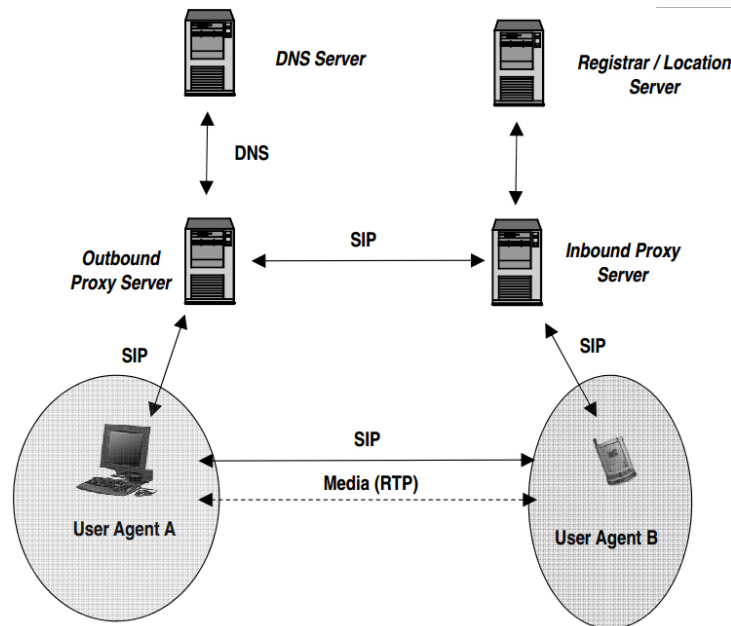 DNS Server
Registrar / Location
Server
DNS
Outbound
Proxy Server
SIP
Inbound Proxy
Server
SIP
SIP
SIP
Media (RTP)
User Agent A
User Agent B